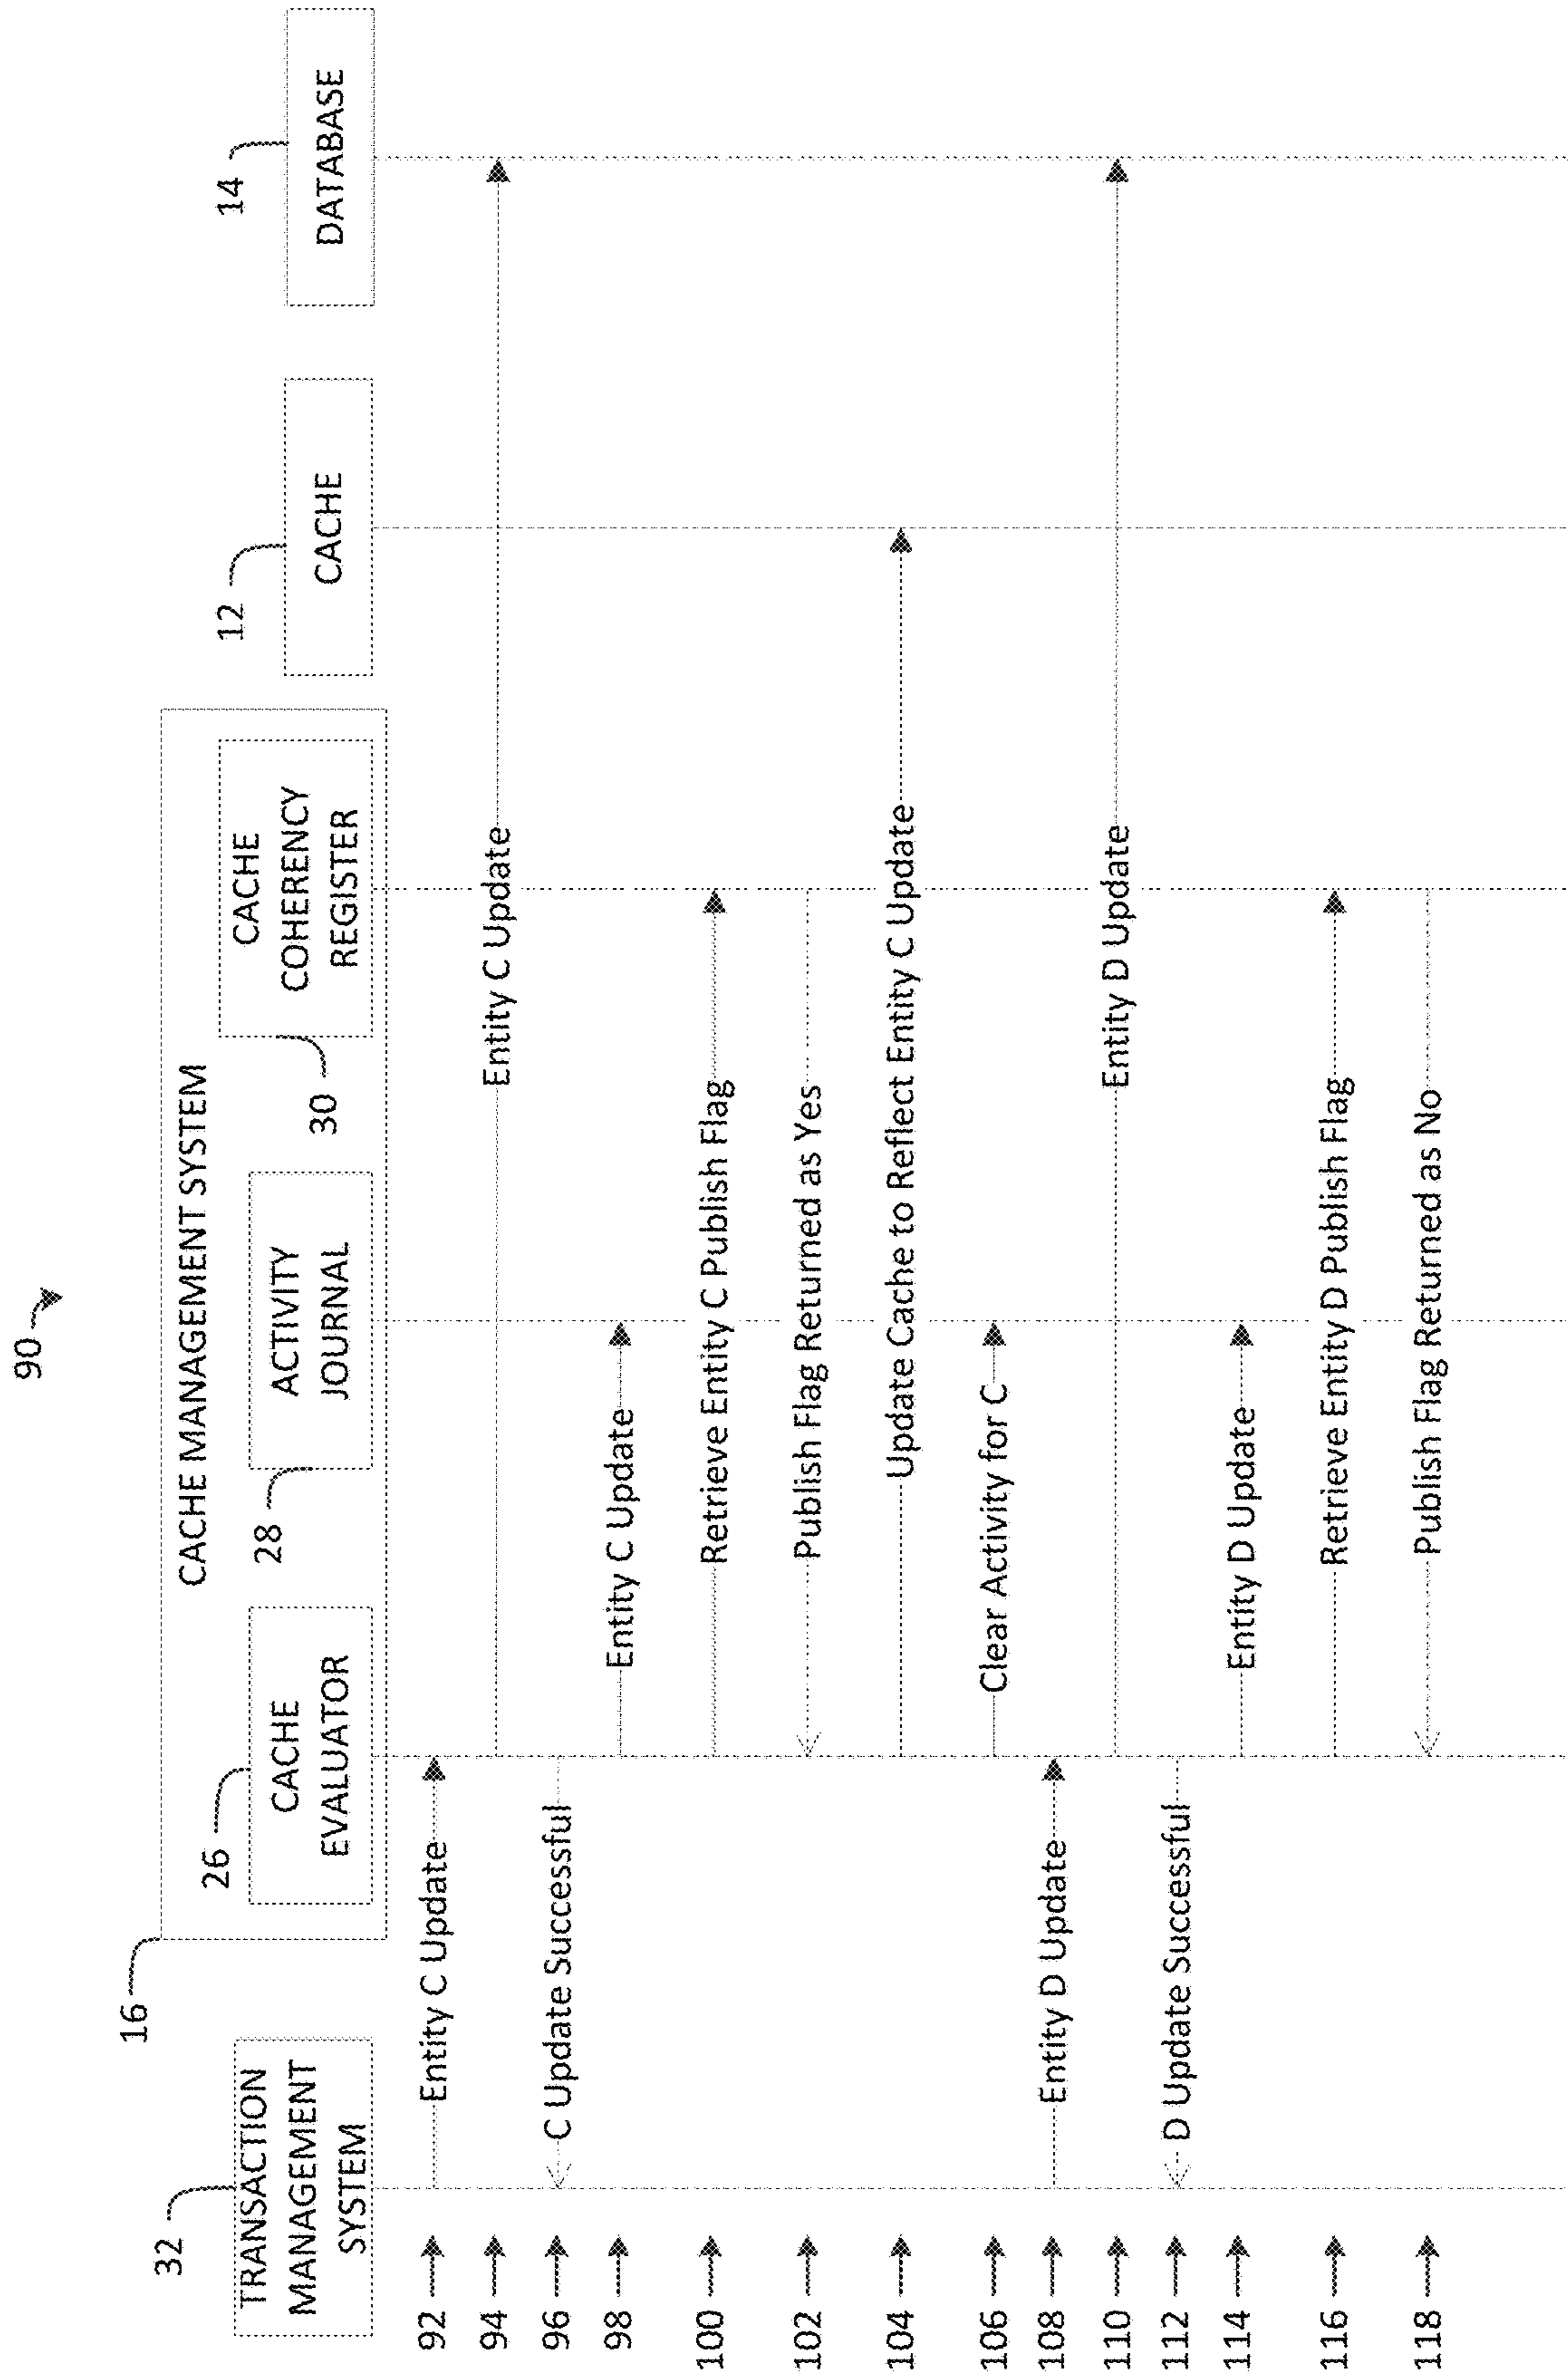 90
32
TRANSACTION
MANAGEMENT
SYSTEM
16
CACHE MANAGEMENT SYSTEM
26
CACHE
EVALUATOR
28
ACTIVITY
JOURNAL
30
CACHE
COHERENCY
REGISTER
12
CACHE
14
DATABASE
92
Entity C Update
94
Entity C Update
96
C Update Successful
98
Entity C Update
100
Retrieve Entity C Publish Flag
102
Publish Flag Returned as Yes
104
Update Cache to Reflect Entity C Update
106
Clear Activity for C
108
Entity D Update
110
Entity D Update
112
D Update Successful
114
Entity D Update
116
Retrieve Entity D Publish Flag
118
Publish Flag Returned as No